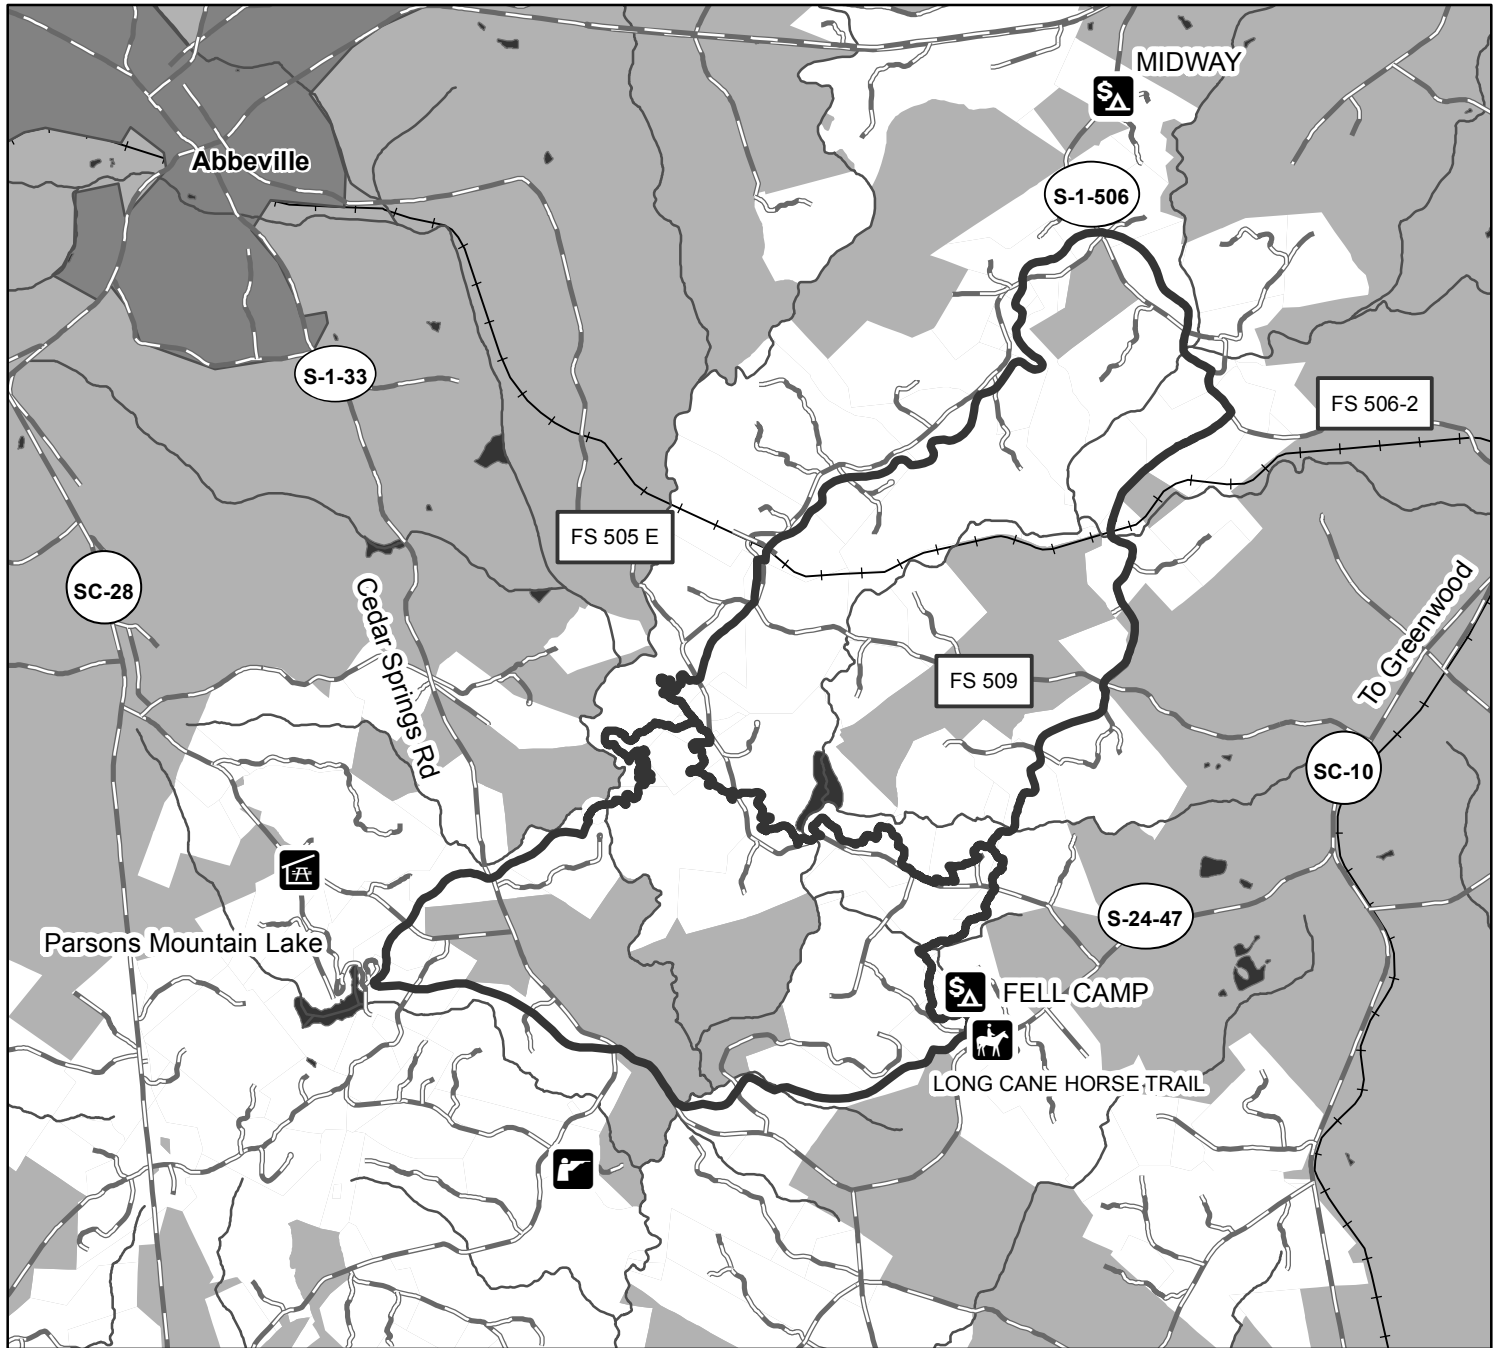 MIDWAY
$
Abbeville
S-1-506
S-1-33
FS 506-2
FS 505 E
SC-28
Cedar Springs Rd
To Greenwood
FS 509
SC-10
S-24-47
Parsons Mountain Lake
$
FELL CAMP
LONG CANE HORSE TRAIL